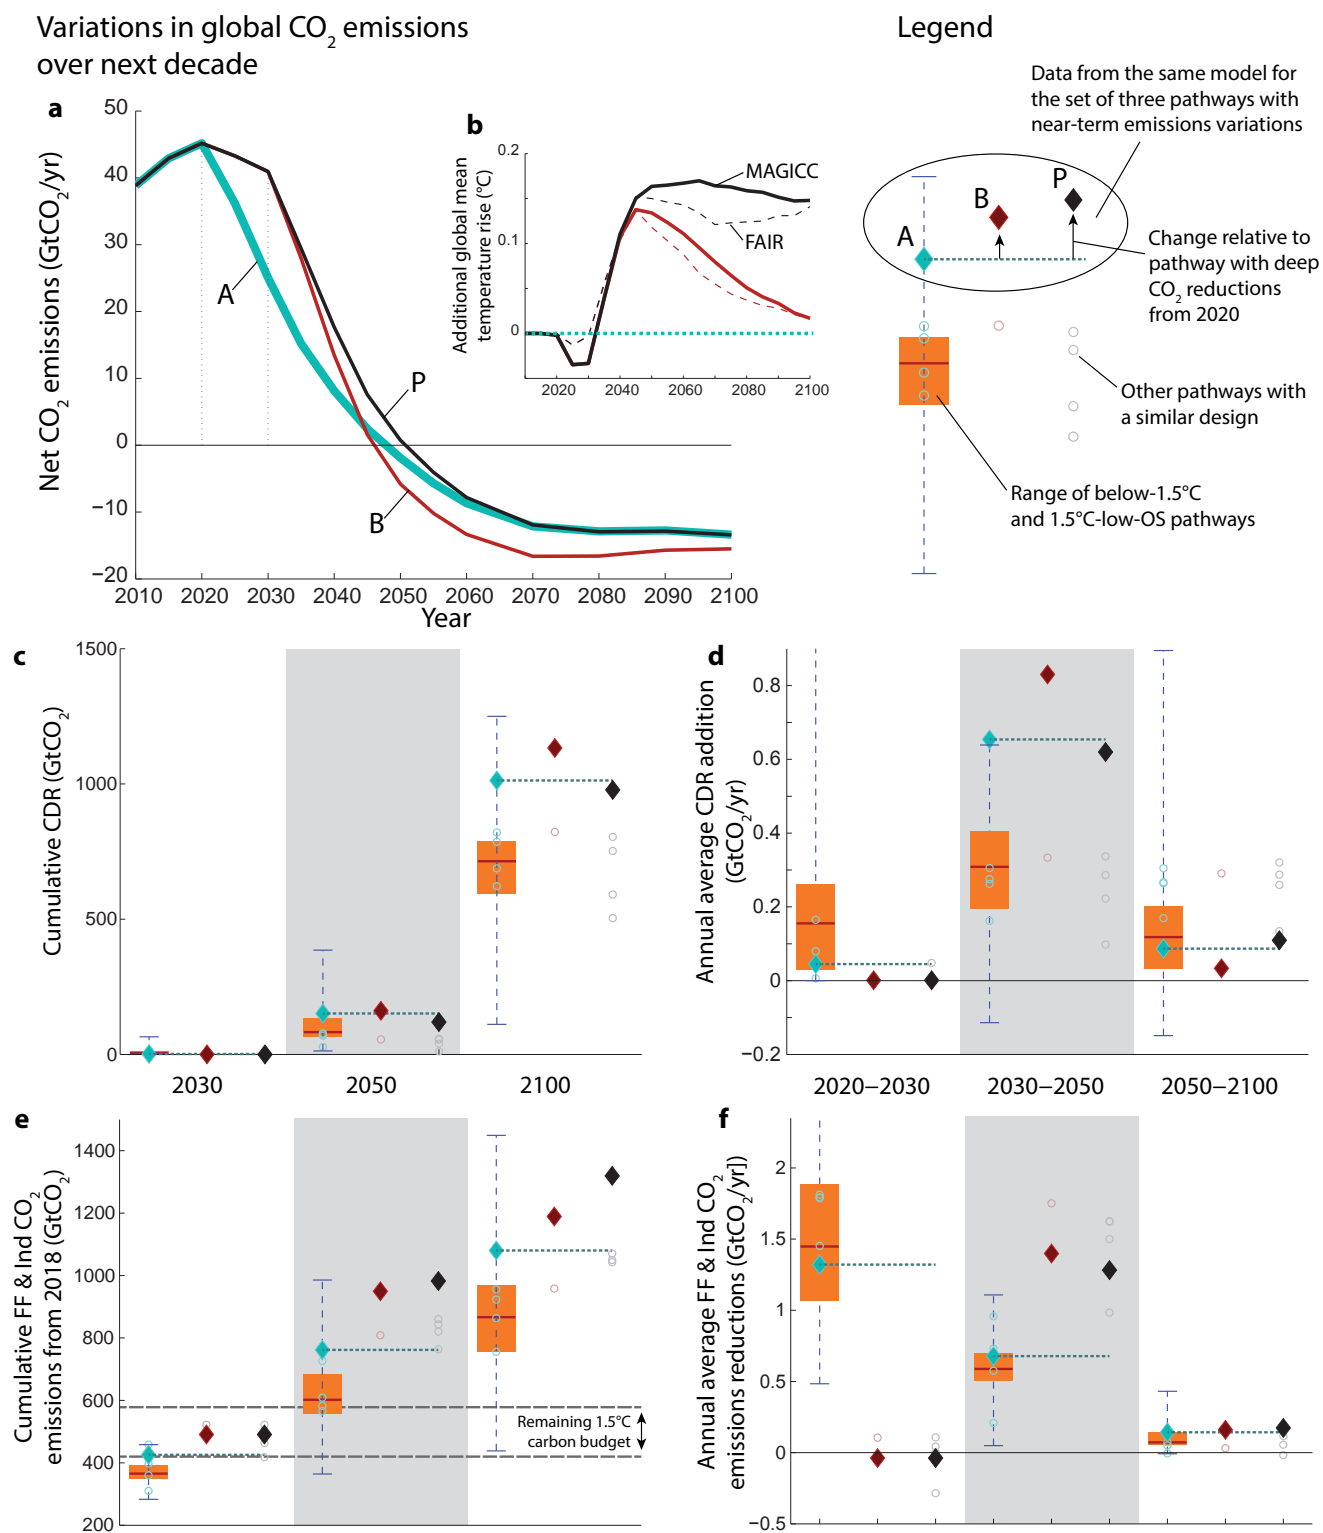 Variations in global CO2 emissions
over next decade
Legend
a
50
40
30
20
10
0
−10
−20
Net CO2 emissions (GtCO2/yr)
A
P
B
2010 2020 2030 2040 2050 2060 2070 2080 2090 2100
Year
b
0.2
0.1
0
Additional global mean
temperature rise (°C)
MAGICC
FAIR
2020 2040 2060 2080 2100
Data from the same model for
the set of three pathways with
near-term emissions variations
A
B
P
Change relative to
pathway with deep
CO2 reductions
from 2020
Other pathways with
a similar design
Range of below-1.5°C
and 1.5°C-low-OS pathways
c
1500
1000
500
0
Cumulative CDR (GtCO2)
2030 2050 2100
d
0.8
0.6
0.4
0.2
0
−0.2
Annual average CDR addition
(GtCO2/yr)
2020−2030 2030−2050 2050−2100
e
1400
1200
1000
800
600
400
200
Cumulative FF & Ind CO2
emissions from 2018 (GtCO2)
Remaining 1.5°C
carbon budget
f
2
1.5
1
0.5
0
−0.5
Annual average FF & Ind CO2
emissions reductions (GtCO2/yr])